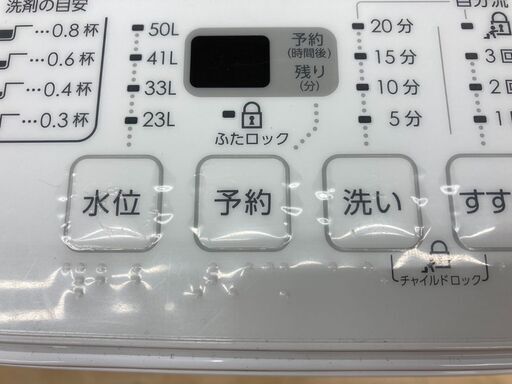 洗剤の目安
…0.8杯
…0.6杯
…0.4杯
…0.3杯
50L
41L
33L
23L
予約
(時間後)
残り
(分)
ふたロック
20分
15分
10分
5分
3回
2回
水位
予約
洗い
すす
チャイルドロック